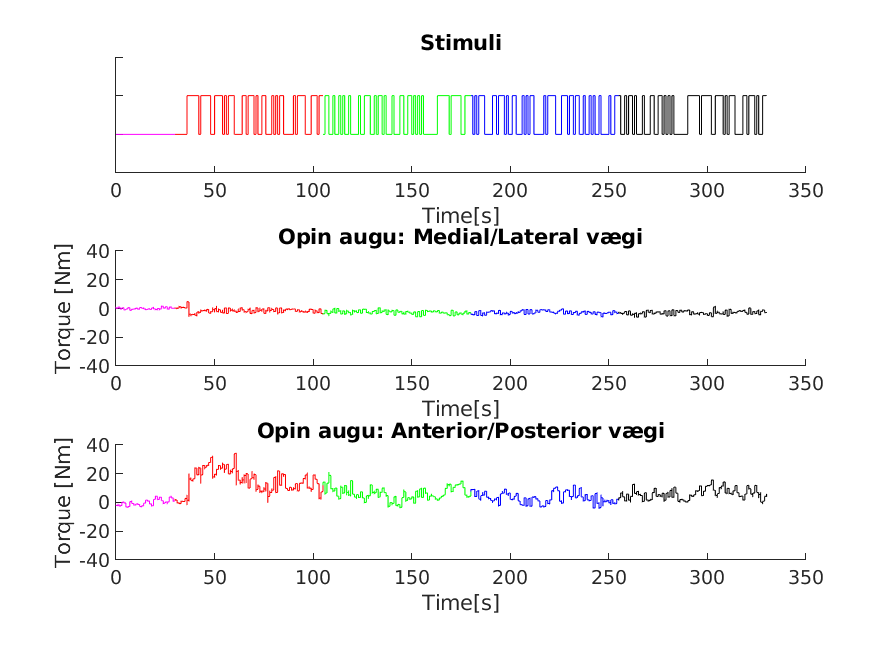 Stimuli
0 50 100 150 200 250 300 350
Time[s]
Opin augu: Medial/Lateral vægi
Torque [Nm]
40
20
0
-20
-40
0 50 100 150 200 250 300 350
Time[s]
Opin augu: Anterior/Posterior vægi
Torque [Nm]
40
20
0
-20
-40
0 50 100 150 200 250 300 350
Time[s]